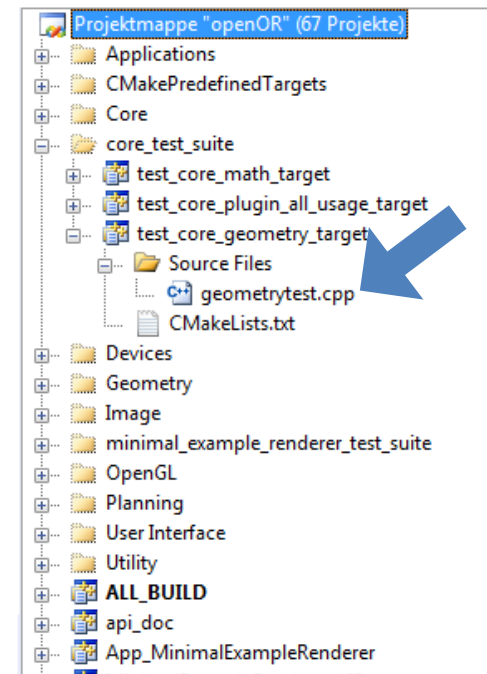 Projektmappe "openOR" (67 Projekte)
Applications
CMakePredefinedTargets
Core
core_test_suite
test_core_math_target
test_core_plugin_all_usage_target
test_core_geometry_target
Source Files
geometrytest.cpp
CMakeLists.txt
Devices
Geometry
Image
minimal_example_renderer_test_suite
OpenGL
Planning
User Interface
Utility
ALL_BUILD
api_doc
App_MinimalExampleRenderer